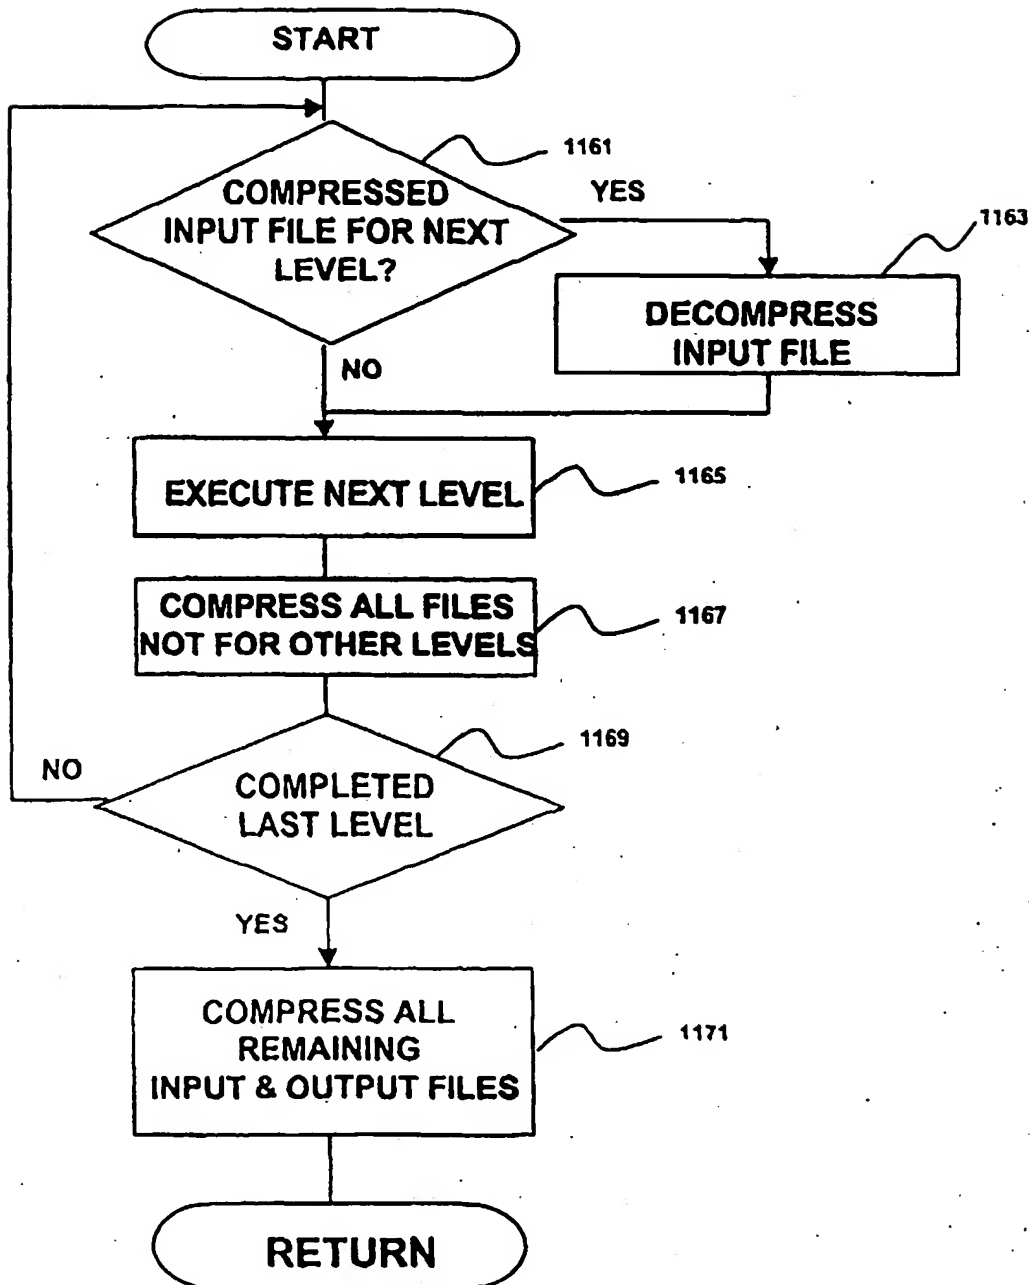 START
1161
COMPRESSED
INPUT FILE FOR NEXT
LEVEL?
YES
1163
DECOMPRESS
INPUT FILE
NO
EXECUTE NEXT LEVEL
1165
COMPRESS ALL FILES
NOT FOR OTHER LEVELS
1167
1169
NO
COMPLETED
LAST LEVEL
YES
COMPRESS ALL
REMAINING
INPUT & OUTPUT FILES
1171
RETURN